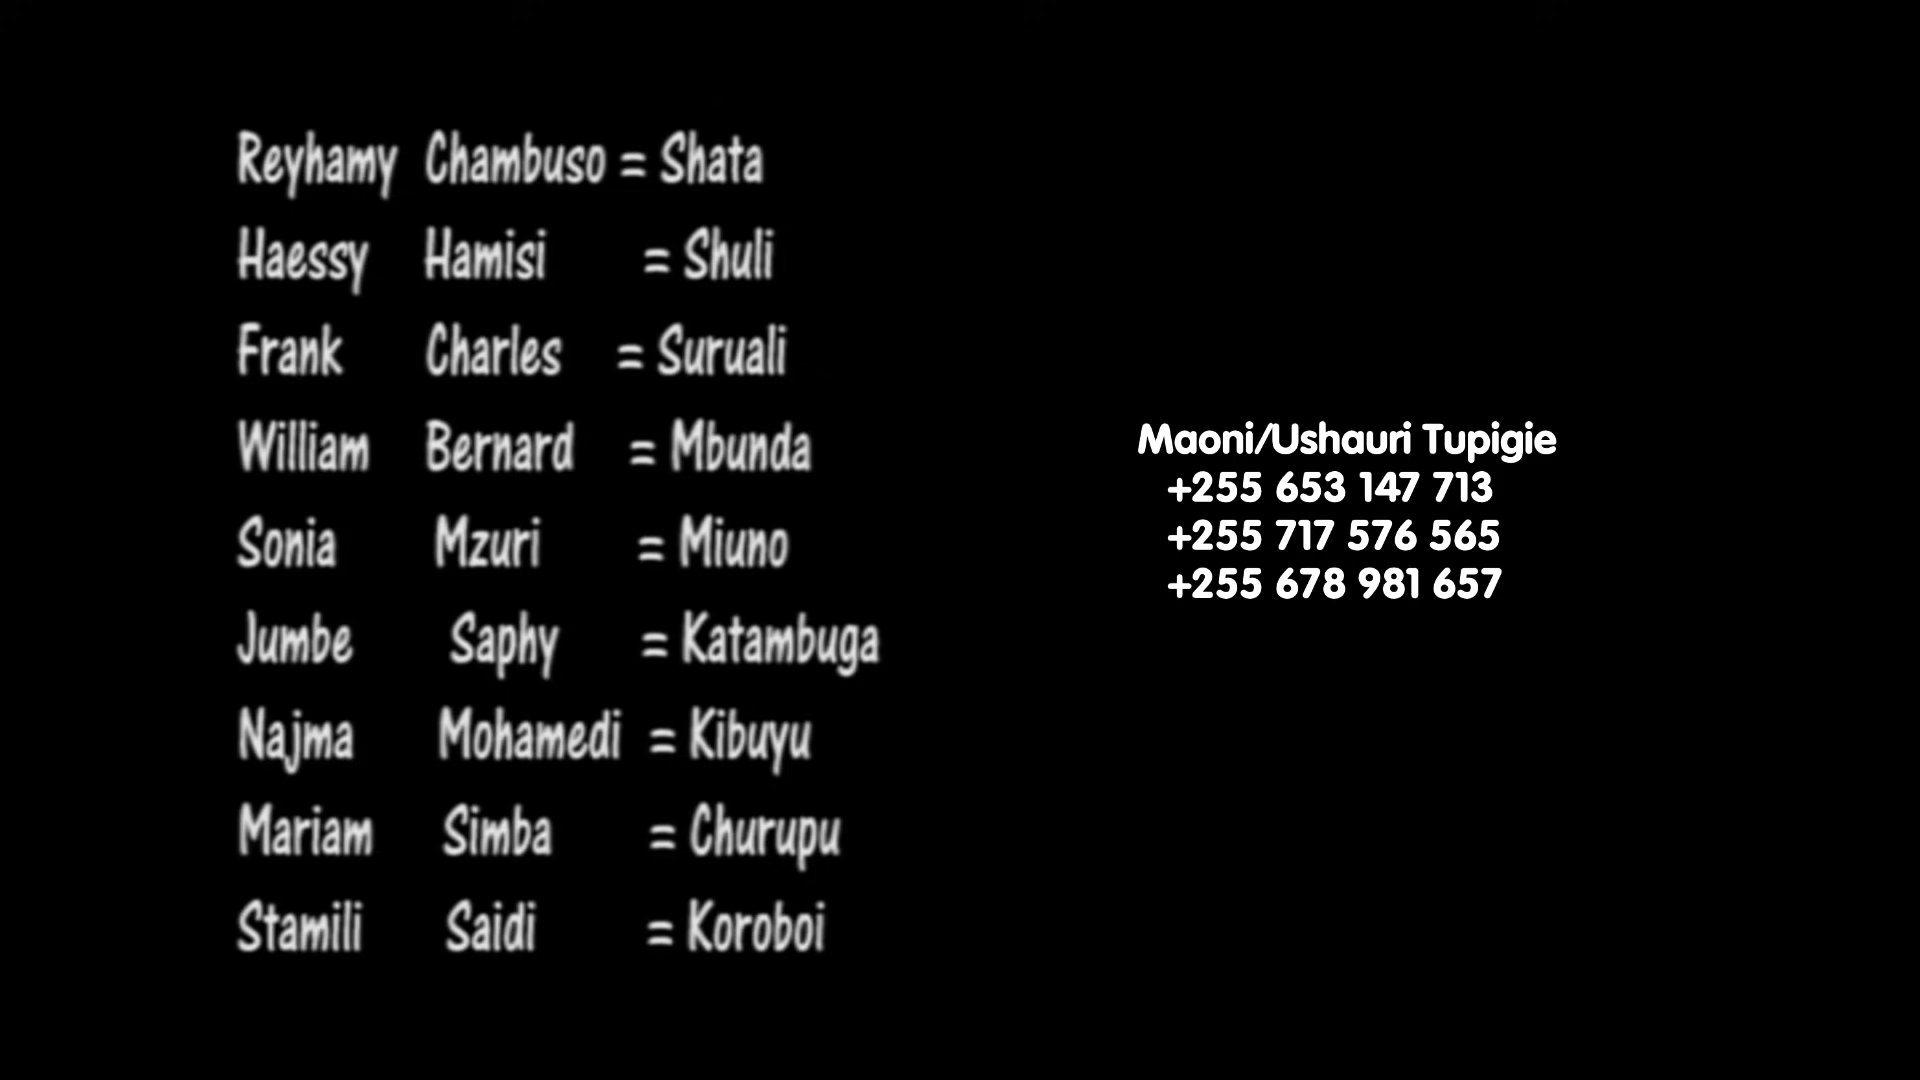 Reyhamy Chambuso = Shata
Haessy Hamisi = Shuli
Frank Charles = Suruali
William Bernard = Mbunda
Sonia Mzuri = Miuno
Jumbe Saphy = Katambuga
Najma Mohamedi = Kibuyu
Mariam Simba = Churupu
Stamili Saidi = Koroboi
Maoni/Ushauri Tupigie
+255 653 147 713
+255 717 576 565
+255 678 981 657